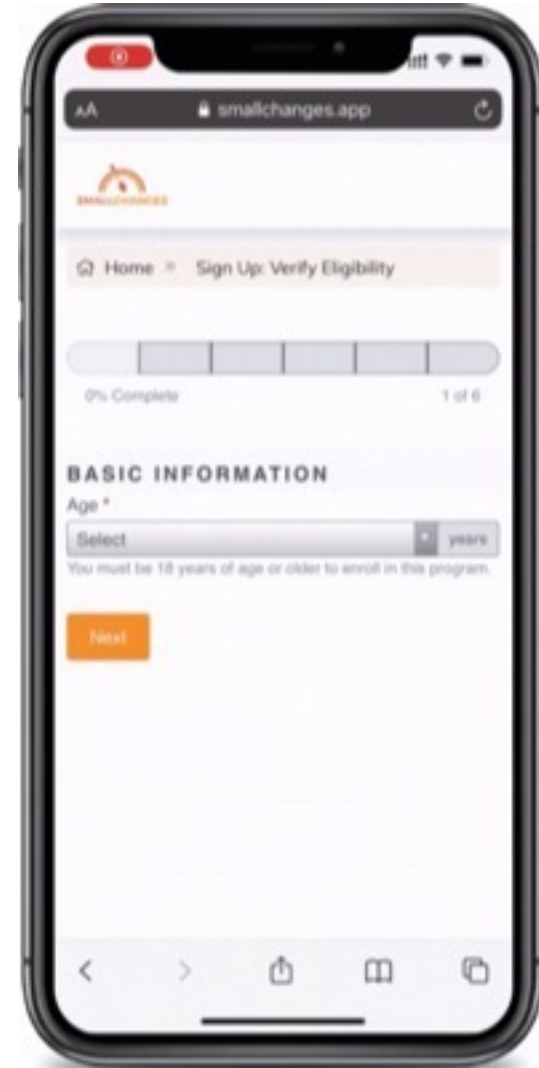 AA smallchanges.app
SMALLCHANGES
Home » Sign Up: Verify Eligibility
0% Complete 1 of 6
BASIC INFORMATION
Age *
Select years
You must be 18 years of age or older to enroll in this program.
Next